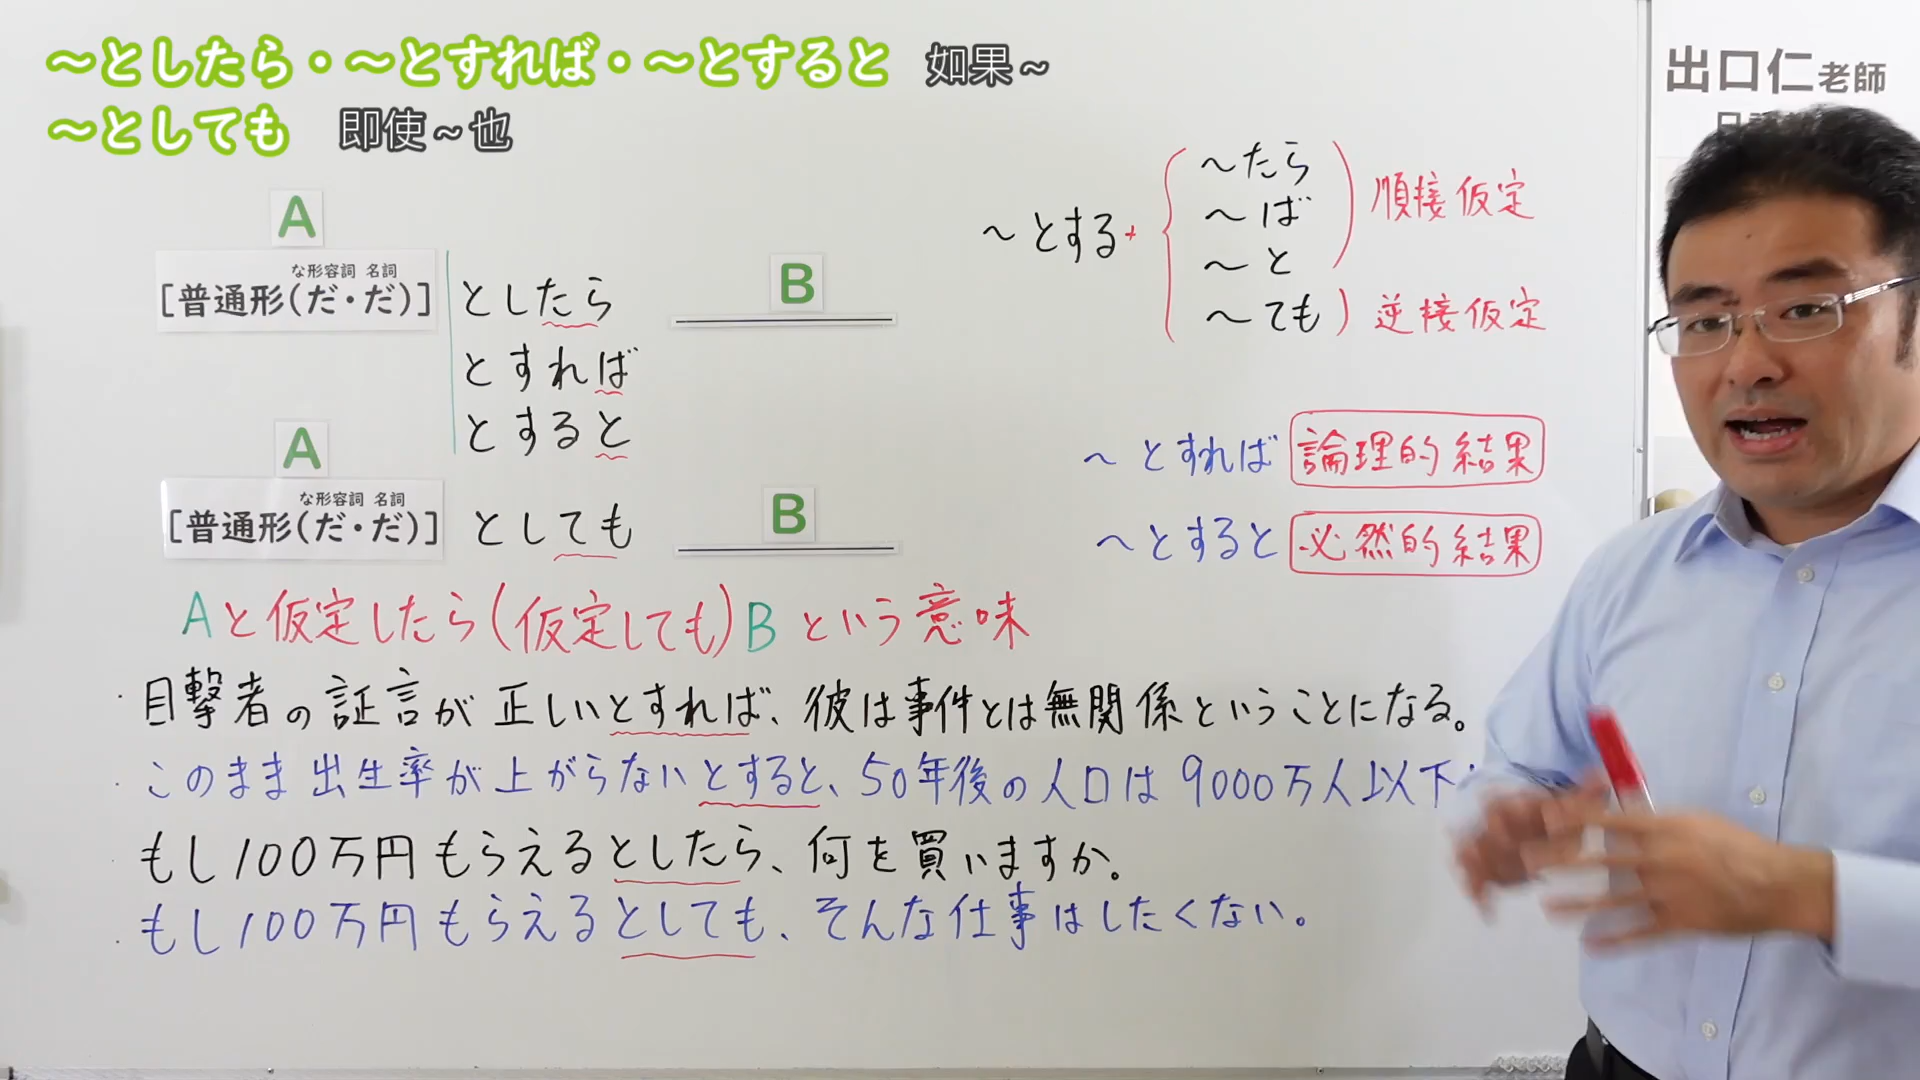 ～としたら・～とすれば・～とすると 如果～
～としても 即使～也
出口仁老師
A
な形容詞 名詞
[普通形(だ・だ)]
としたら
とすれば
とすると
B
A
な形容詞 名詞
[普通形(だ・だ)]
としても
B
～とする+
～たら
～ば
～と
順接仮定
～ても
逆接仮定
～とすれば 論理的結果
～とすると 必然的結果
Aと仮定したら(仮定しても)Bという意味
・目撃者の証言が正しいとすれば、彼は事件とは無関係ということになる。
・このまま出生率が上がらないとすると、50年後の人口は9000万人以下
・もし100万円もらえるとしたら、何を買いますか。
・もし100万円もらえるとしても、そんな仕事はしたくない。